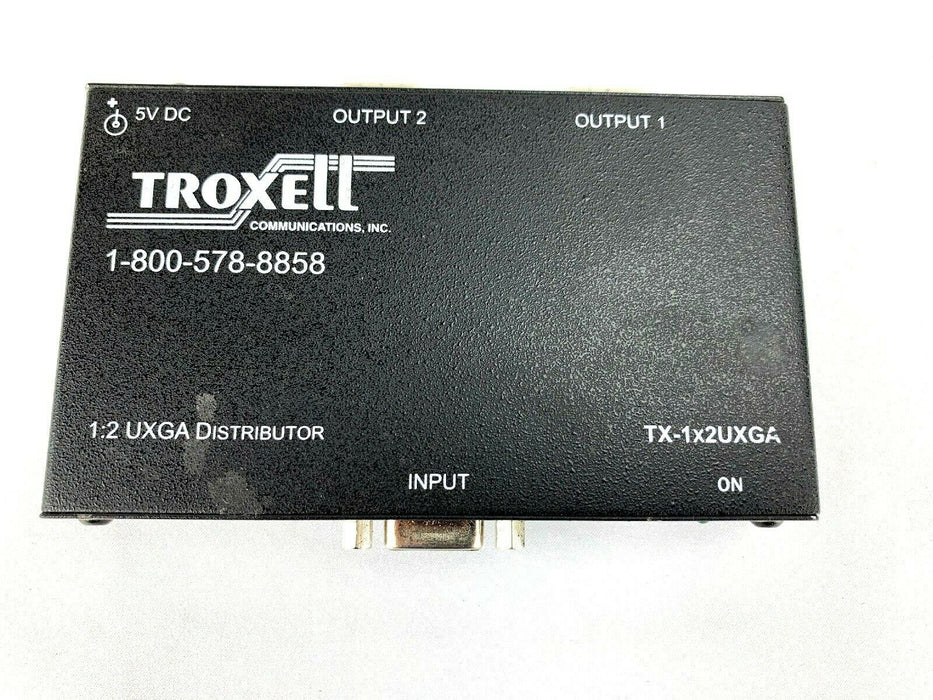 5V DC
OUTPUT 2
OUTPUT 1
TROXELL
COMMUNICATIONS, INC.
1-800-578-8858
1:2 UXGA DISTRIBUTOR
TX-1x2UXGA
INPUT
ON